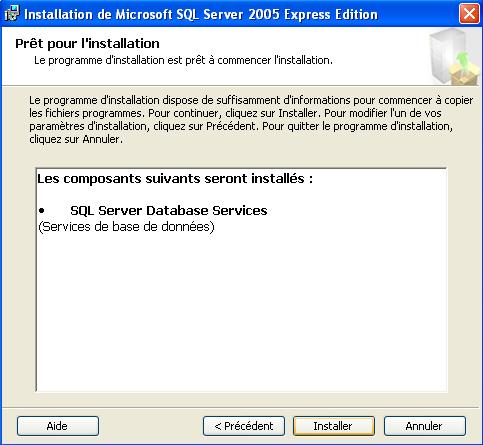 Installation de Microsoft SQL Server 2005 Express Edition
Prêt pour l'installation
Le programme d'installation est prêt à commencer l'installation.
Le programme d'installation dispose de suffisamment d'informations pour commencer à copier
les fichiers programmes. Pour continuer, cliquez sur Installer. Pour modifier l'un de vos
paramètres d'installation, cliquez sur Précédent. Pour quitter le programme d'installation,
cliquez sur Annuler.
Les composants suivants seront installés :
• SQL Server Database Services
(Services de base de données)
Aide
< Précédent
Installer
Annuler